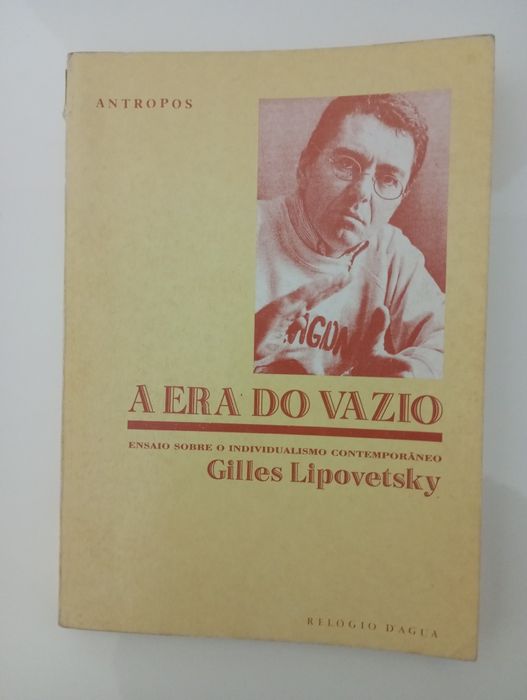 ANTROPOS
A ERA DO VAZIO
ENSAIO SOBRE O INDIVIDUALISMO CONTEMPORÂNEO
Gilles Lipovetsky
RELÓGIO D'ÁGUA